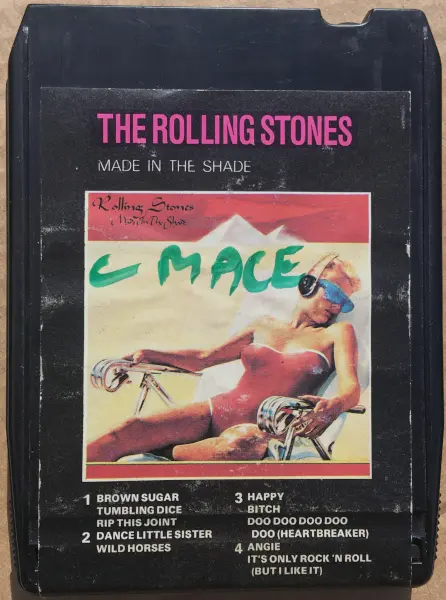 THE ROLLING STONES
MADE IN THE SHADE
Rolling Stones
Made In The Shade
C MACE
1 BROWN SUGAR
TUMBLING DICE
RIP THIS JOINT
2 DANCE LITTLE SISTER
WILD HORSES
3 HAPPY
BITCH
DOO DOO DOO DOO
DOO (HEARTBREAKER)
4 ANGIE
IT'S ONLY ROCK 'N ROLL
(BUT I LIKE IT)